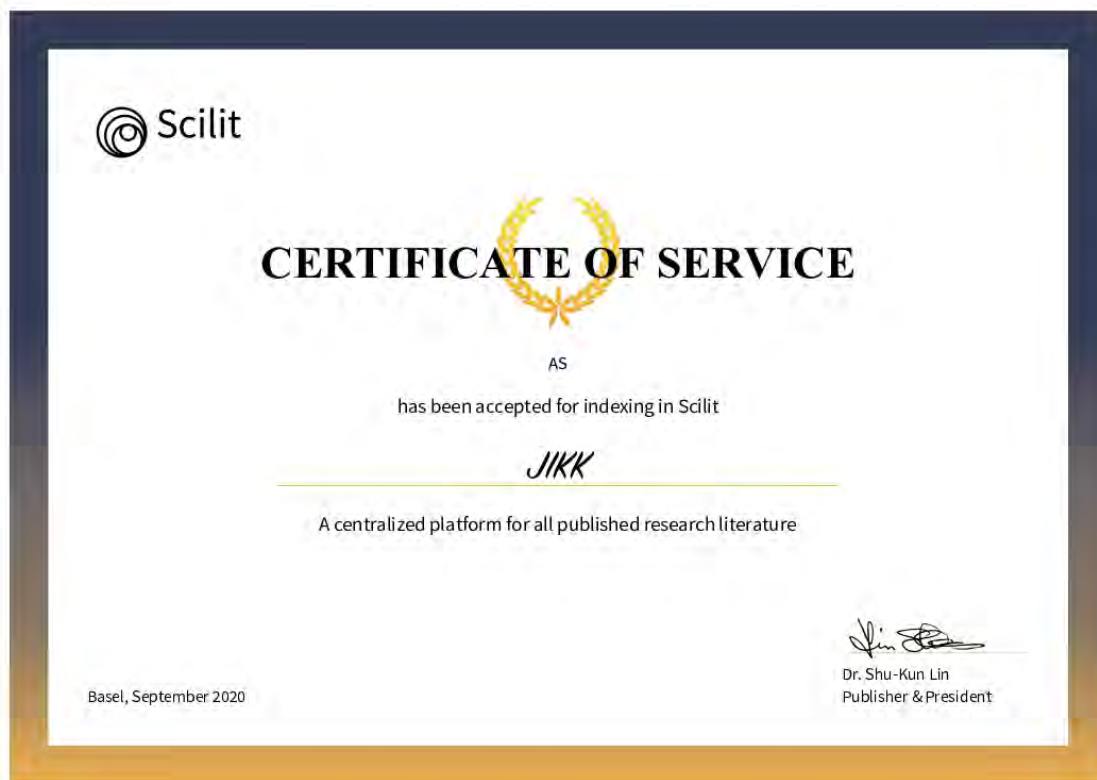 Scilit
CERTIFICATE OF SERVICE
AS
has been accepted for indexing in Scilit
JIKK
A centralized platform for all published research literature
Dr. Shu-Kun Lin
Basel, September 2020
Publisher & President